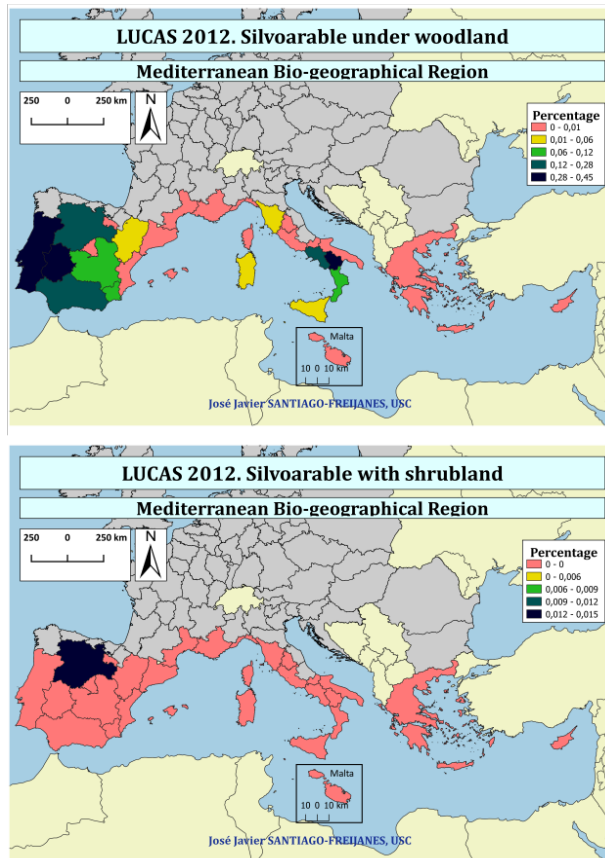 LUCAS 2012. Silvoarable under woodland
Mediterranean Bio-geographical Region
250 0 250 km
N
Percentage
0 - 0,01
0,01 - 0,06
0,06 - 0,12
0,12 - 0,28
0,28 - 0,45
Malta
10 0 10 km
José Javier SANTIAGO-FREIJANES, USC
LUCAS 2012. Silvoarable with shrubland
Mediterranean Bio-geographical Region
250 0 250 km
N
Percentage
0 - 0
0 - 0,006
0,006 - 0,009
0,009 - 0,012
0,012 - 0,015
Malta
10 0 10 km
José Javier SANTIAGO-FREIJANES, USC